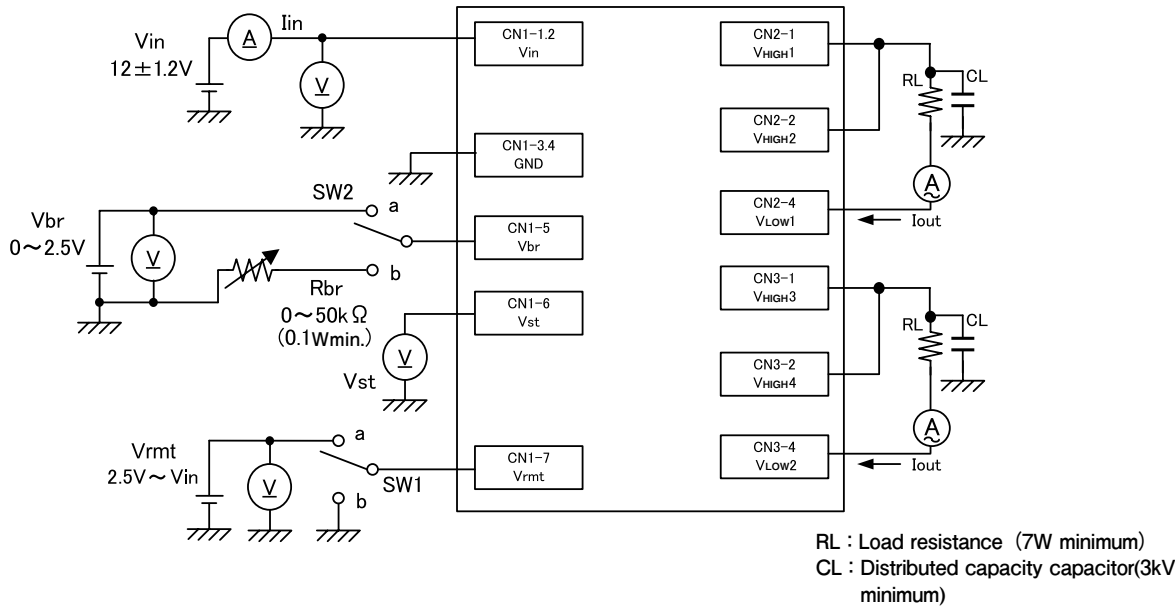 Vin
12±1.2V
A
Iin
V
CN1-1.2
Vin
CN1-3.4
GND
SW2
a
b
Vbr
0～2.5V
V
Rbr
0～50kΩ
(0.1Wmin.)
CN1-5
Vbr
CN1-6
Vst
V
Vst
Vrmt
2.5V～Vin
V
a
b
SW1
CN1-7
Vrmt
CN2-1
VHIGH1
CN2-2
VHIGH2
CN2-4
VLOW1
RL
CL
A
Iout
CN3-1
VHIGH3
CN3-2
VHIGH4
CN3-4
VLOW2
RL
CL
A
Iout
RL : Load resistance (7W minimum)
CL : Distributed capacity capacitor(3kV
minimum)